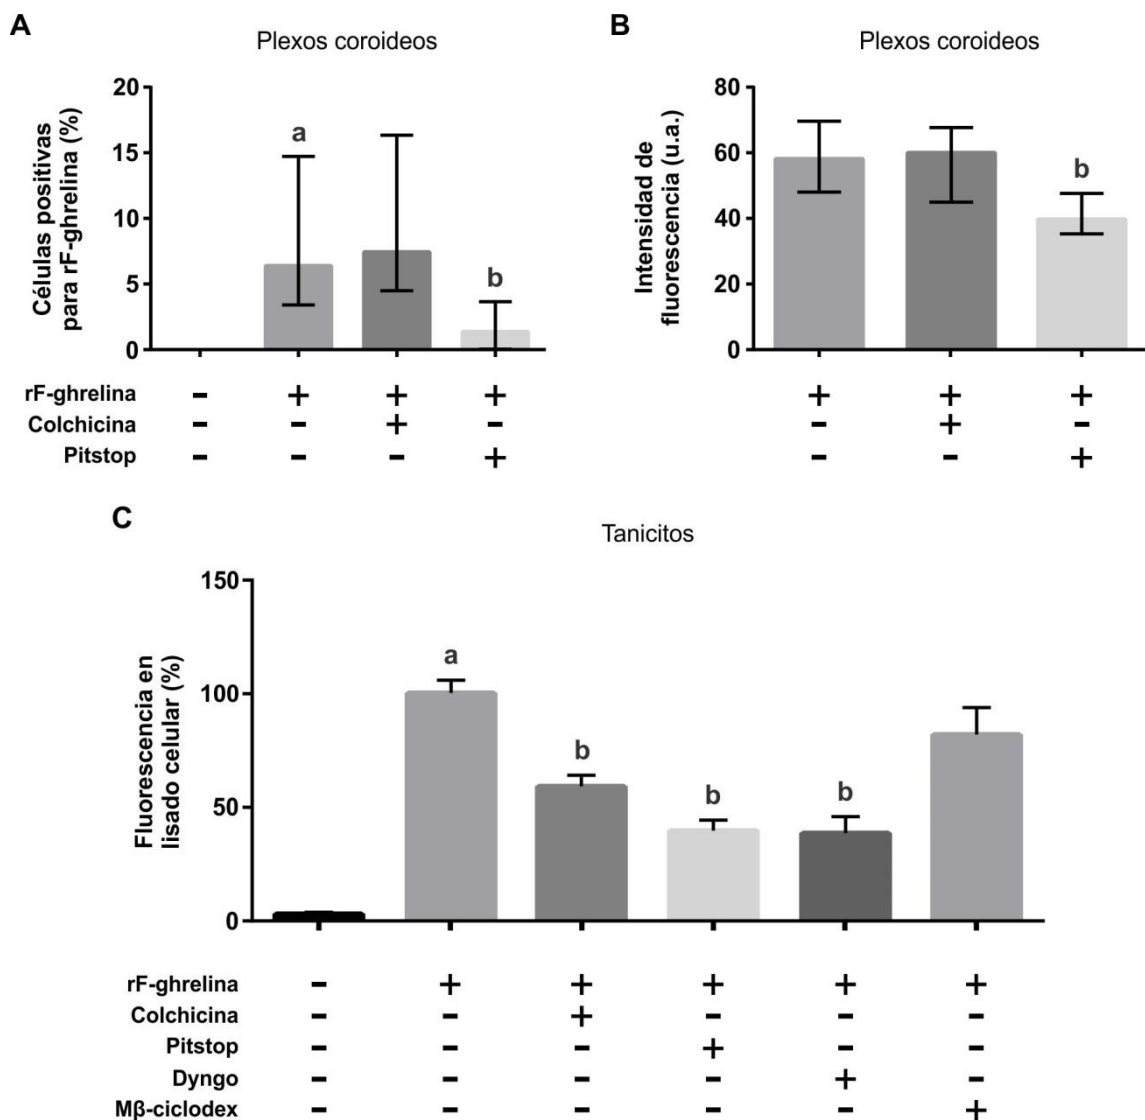 A
Plexos coroideos
Células positivas
para rF-ghrelina (%)
20
15
10
5
0
a
b
rF-ghrelina - + + +
Colchicina - - + -
Pitstop - - - +
B
Plexos coroideos
Intensidad de
fluorescencia (u.a.)
80
60
40
20
0
b
+ + +
- + -
- - +
C
Tanicitos
Fluorescencia en
lisado celular (%)
150
100
50
0
a
b
b
b
rF-ghrelina - + + + + +
Colchicina - - + - - -
Pitstop - - - + - -
Dyngo - - - - + -
Mβ-ciclodex - - - - - +